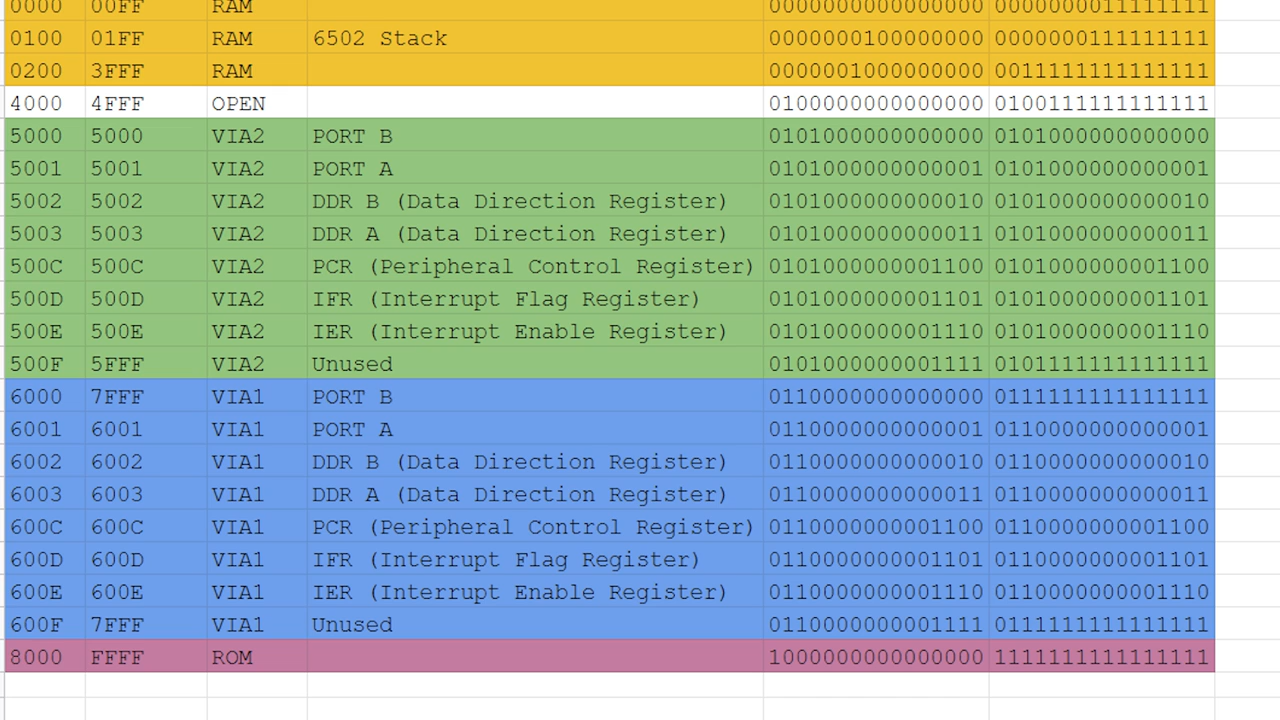 0000 00FF RAM 0000000000000000 0000000011111111
0100 01FF RAM 6502 Stack 0000000100000000 0000000111111111
0200 3FFF RAM 0000001000000000 0011111111111111
4000 4FFF OPEN 0100000000000000 0100111111111111
5000 5000 VIA2 PORT B 0101000000000000 0101000000000000
5001 5001 VIA2 PORT A 0101000000000001 0101000000000001
5002 5002 VIA2 DDR B (Data Direction Register) 0101000000000010 0101000000000010
5003 5003 VIA2 DDR A (Data Direction Register) 0101000000000011 0101000000000011
500C 500C VIA2 PCR (Peripheral Control Register) 0101000000001100 0101000000001100
500D 500D VIA2 IFR (Interrupt Flag Register) 0101000000001101 0101000000001101
500E 500E VIA2 IER (Interrupt Enable Register) 0101000000001110 0101000000001110
500F 5FFF VIA2 Unused 0101000000001111 0101111111111111
6000 7FFF VIA1 PORT B 0110000000000000 0111111111111111
6001 6001 VIA1 PORT A 0110000000000001 0110000000000001
6002 6002 VIA1 DDR B (Data Direction Register) 0110000000000010 0110000000000010
6003 6003 VIA1 DDR A (Data Direction Register) 0110000000000011 0110000000000011
600C 600C VIA1 PCR (Peripheral Control Register) 0110000000001100 0110000000001100
600D 600D VIA1 IFR (Interrupt Flag Register) 0110000000001101 0110000000001101
600E 600E VIA1 IER (Interrupt Enable Register) 0110000000001110 0110000000001110
600F 7FFF VIA1 Unused 0110000000001111 0111111111111111
8000 FFFF ROM 1000000000000000 1111111111111111